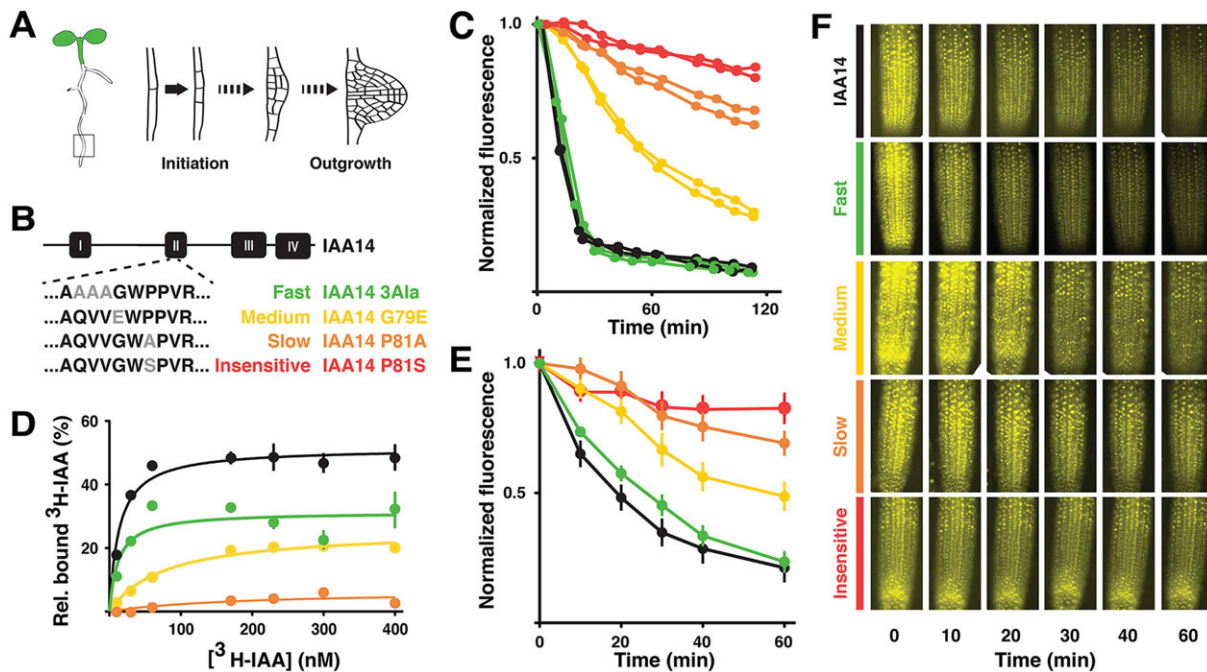 A
Initiation
Outgrowth
B
I
II
III
IV
IAA14
...AAAAGWPPVR... Fast IAA14 3Ala
...AQVVEWPPVR... Medium IAA14 G79E
...AQVVGWAPVR... Slow IAA14 P81A
...AQVVGWSPVR... Insensitive IAA14 P81S
C
Normalized fluorescence
1.0
0.5
0 60 120
Time (min)
D
Rel. bound ³H-IAA (%)
60
40
20
100 200 300 400
[³ H-IAA] (nM)
E
Normalized fluorescence
1.0
0.5
0 20 40 60
Time (min)
F
IAA14
Fast
Medium
Slow
Insensitive
0 10 20 30 40 60
Time (min)